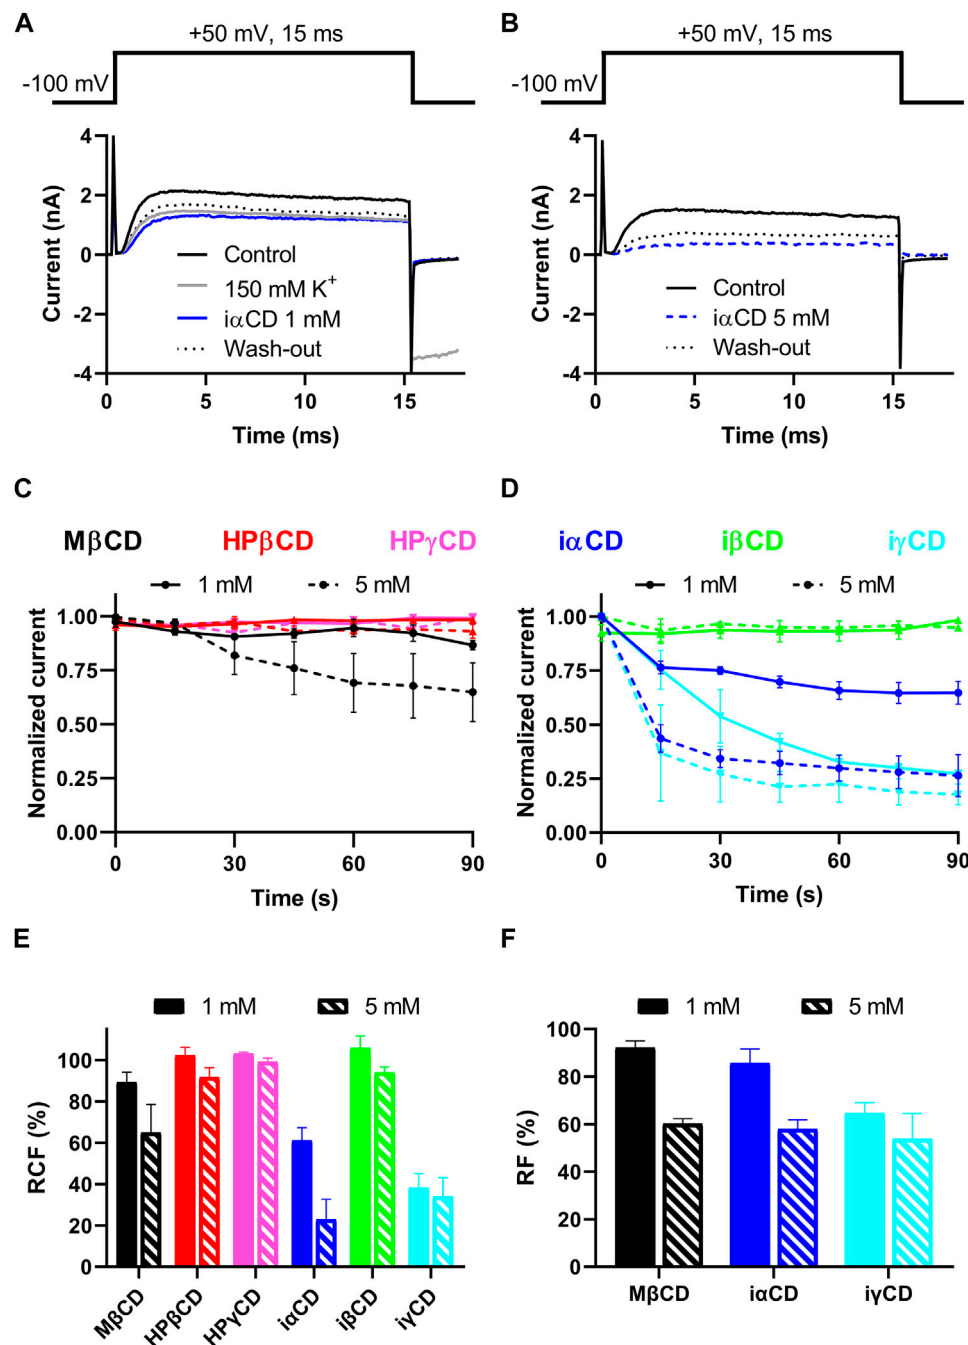 A
+50 mV, 15 ms
-100 mV
4
2
0
-2
-4
Current (nA)
Control
150 mM K+
iαCD 1 mM
Wash-out
0 5 10 15
Time (ms)
B
+50 mV, 15 ms
-100 mV
4
2
0
-2
-4
Current (nA)
Control
iαCD 5 mM
Wash-out
0 5 10 15
Time (ms)
C
MβCD HPβCD HPγCD
1 mM 5 mM
1.00
0.75
0.50
0.25
0.00
Normalized current
0 30 60 90
Time (s)
D
iαCD iβCD iγCD
1 mM 5 mM
1.00
0.75
0.50
0.25
0.00
Normalized current
0 30 60 90
Time (s)
E
1 mM 5 mM
100
80
60
40
20
0
RCF (%)
MβCD HPβCD HPγCD iαCD iβCD iγCD
F
1 mM 5 mM
100
80
60
40
20
0
RF (%)
MβCD iαCD iγCD